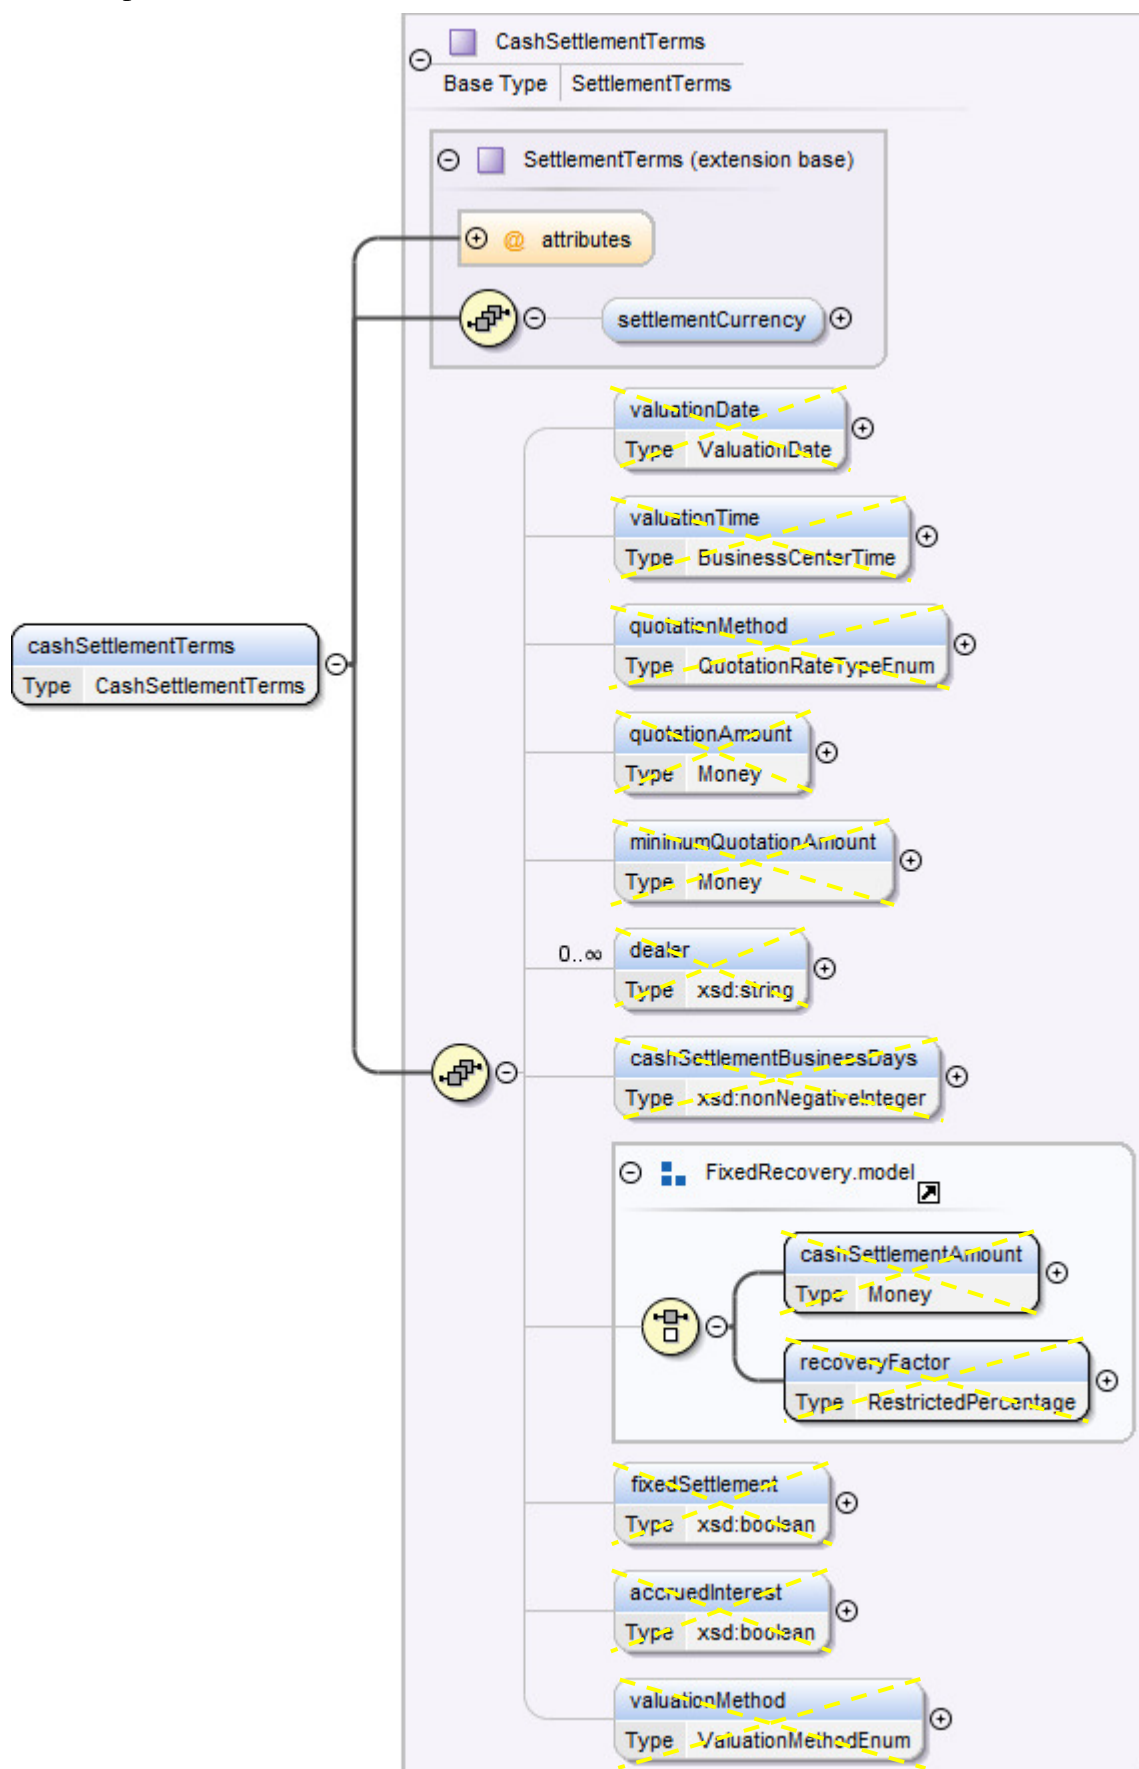 CashSettlementTerms
Base Type SettlementTerms
SettlementTerms (extension base)
@ attributes
settlementCurrency
valuationDate
Type ValuationDate
valuationTime
Type BusinessCenterTime
quotationMethod
Type QuotationRateTypeEnum
cashSettlementTerms
Type CashSettlementTerms
quotationAmount
Type Money
minimumQuotationAmount
Type Money
0..∞
dealer
Type xsd:string
cashSettlementBusinessDays
Type xsd:nonNegativeInteger
FixedRecovery.model
cashSettlementAmount
Type Money
recoveryFactor
Type RestrictedPercentage
fixedSettlement
Type xsd:boolean
accruedInterest
Type xsd:boolean
valuationMethod
Type ValuationMethodEnum